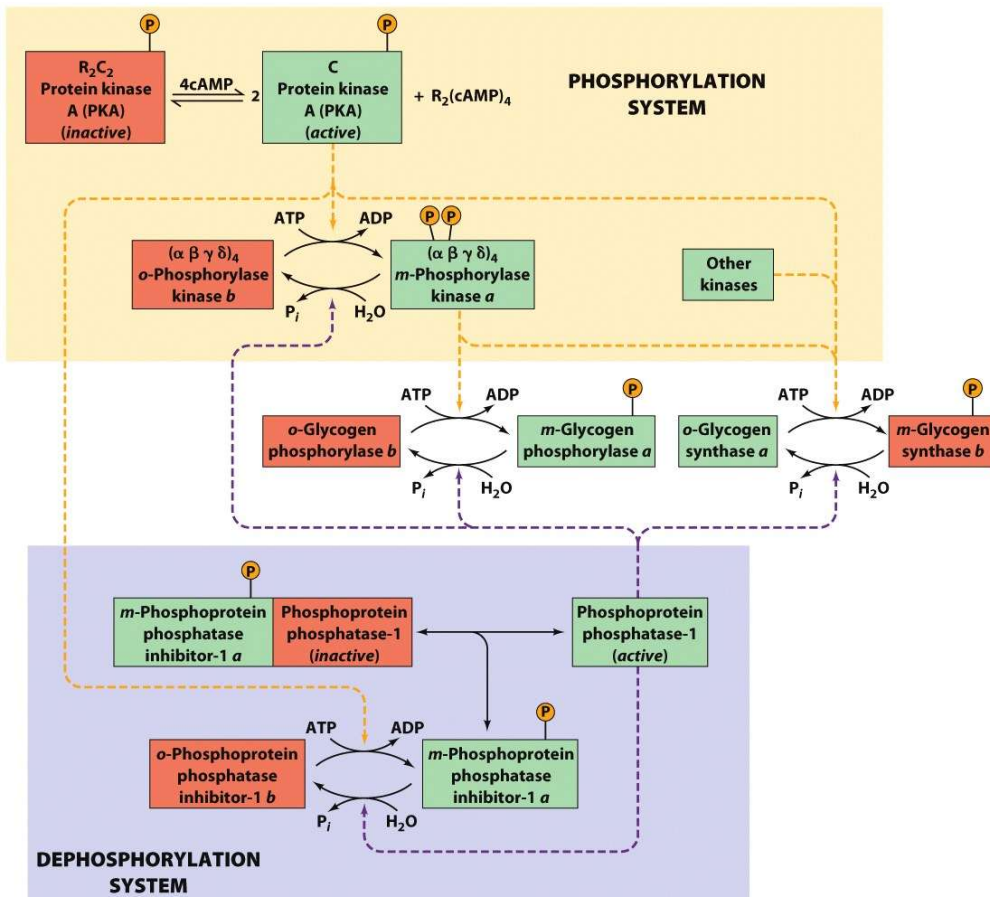 P
P
R₂C₂
Protein kinase
A (PKA)
(inactive)
4cAMP
2
C
Protein kinase
A (PKA)
(active)
+ R₂(cAMP)₄
PHOSPHORYLATION
SYSTEM
ATP
ADP
P P
(α β γ δ)₄
o-Phosphorylase
kinase b
(α β γ δ)₄
m-Phosphorylase
kinase a
Pᵢ
H₂O
Other
kinases
ATP
ADP
P
ATP
ADP
P
o-Glycogen
phosphorylase b
m-Glycogen
phosphorylase a
o-Glycogen
synthase a
m-Glycogen
synthase b
Pᵢ
H₂O
Pᵢ
H₂O
P
m-Phosphoprotein
phosphatase
inhibitor-1 a
Phosphoprotein
phosphatase-1
(inactive)
Phosphoprotein
phosphatase-1
(active)
ATP
ADP
P
o-Phosphoprotein
phosphatase
inhibitor-1 b
m-Phosphoprotein
phosphatase
inhibitor-1 a
Pᵢ
H₂O
DEPHOSPHORYLATION
SYSTEM